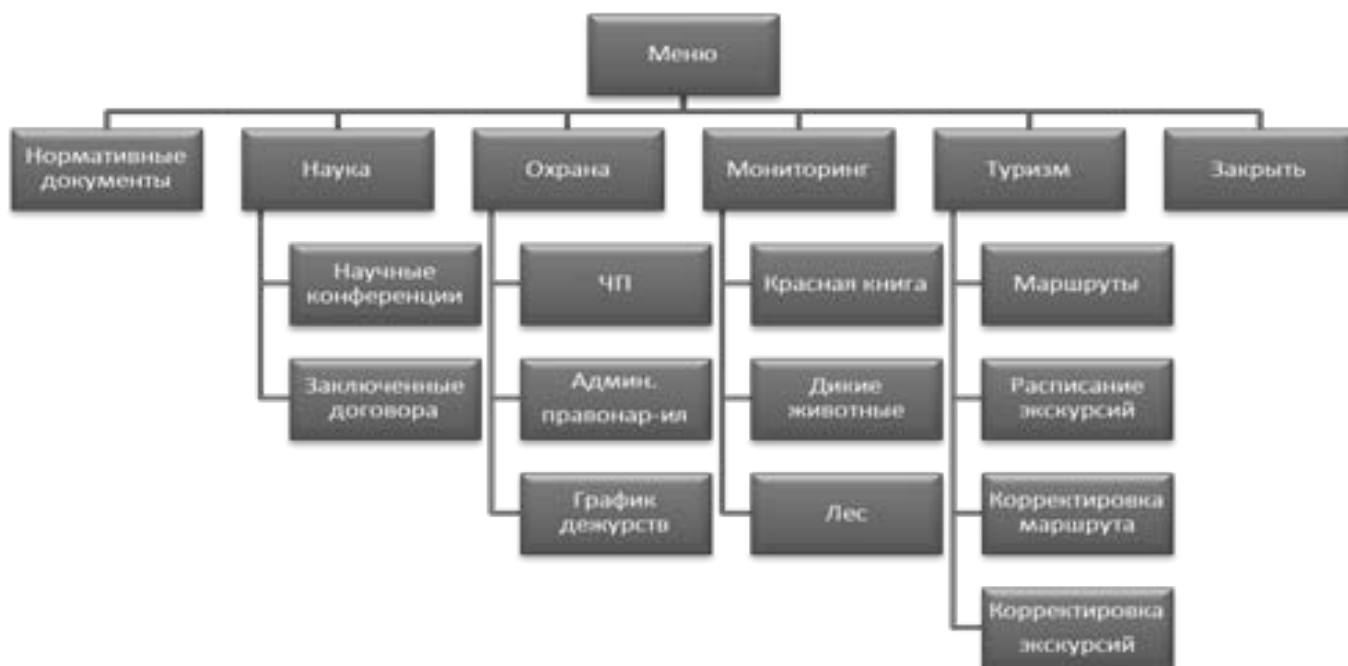 Меню
Нормативные
документы
Наука
Охрана
Мониторинг
Туризм
Закрыть
Научные
конференции
Заключенные
договора
ЧП
Админ.
правонар-ия
График
дежурств
Красная книга
Дикие
животные
Лес
Маршруты
Расписание
экскурсий
Корректировка
маршрута
Корректировка
экскурсий